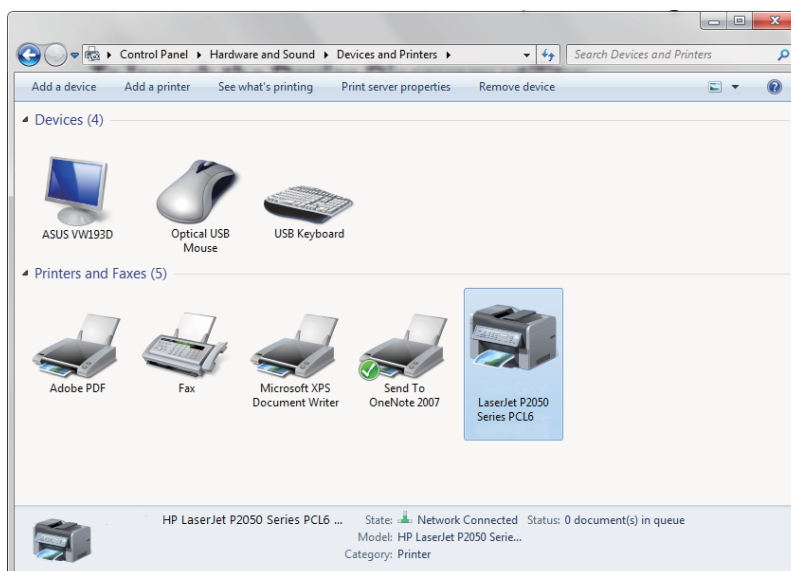 Control Panel Hardware and Sound Devices and Printers Search Devices and Printers
Add a device Add a printer See what's printing Print server properties Remove device
Devices (4)
ASUS VW193D Optical USB USB Keyboard
Mouse
Printers and Faxes (5)
Adobe PDF Fax Microsoft XPS Send To LaserJet P2050
Document Writer OneNote 2007 Series PCL6
HP LaserJet P2050 Series PCL6 ... State: Network Connected Status: 0 document(s) in queue
Model: HP LaserJet P2050 Serie...
Category: Printer